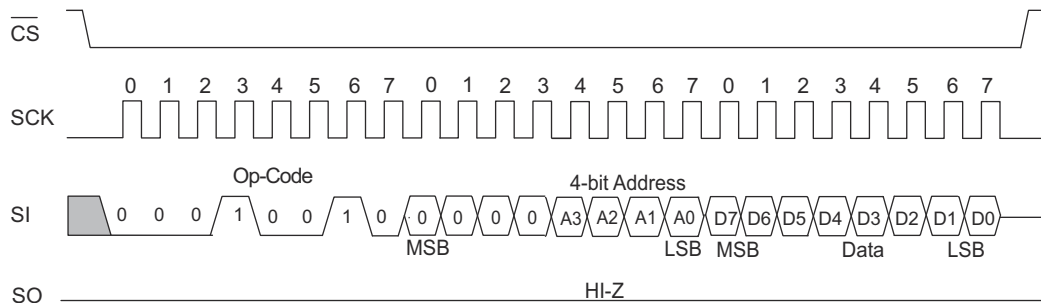 CS
0 1 2 3 4 5 6 7 0 1 2 3 4 5 6 7 0 1 2 3 4 5 6 7
SCK
Op-Code 4-bit Address
SI 0 0 0 1 0 0 1 0 0 0 0 0 A3 A2 A1 A0 D7 D6 D5 D4 D3 D2 D1 D0
MSB LSB MSB Data LSB
HI-Z
SO